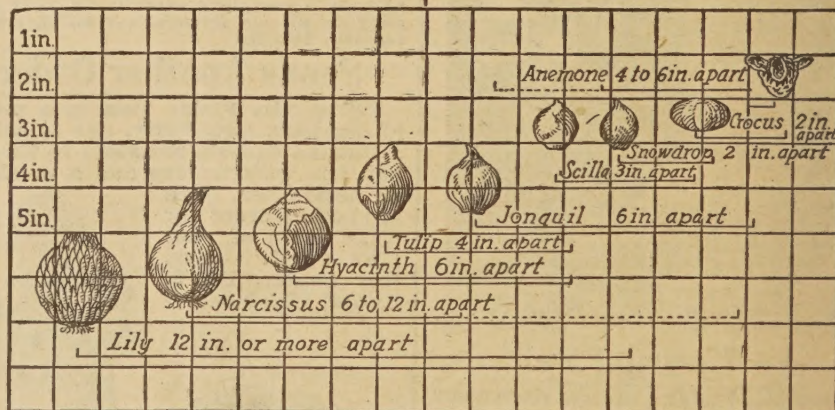 1in.
2in.
Anemone 4 to 6in. apart
3in.
Crocus 2in. apart
Snowdrop, 2 in. apart
4in.
Scilla 3in. apart
5in.
Jonquil 6in. apart
Tulip 4in. apart
Hyacinth 6in. apart
Narcissus 6 to 12 in. apart
Lily 12 in. or more apart